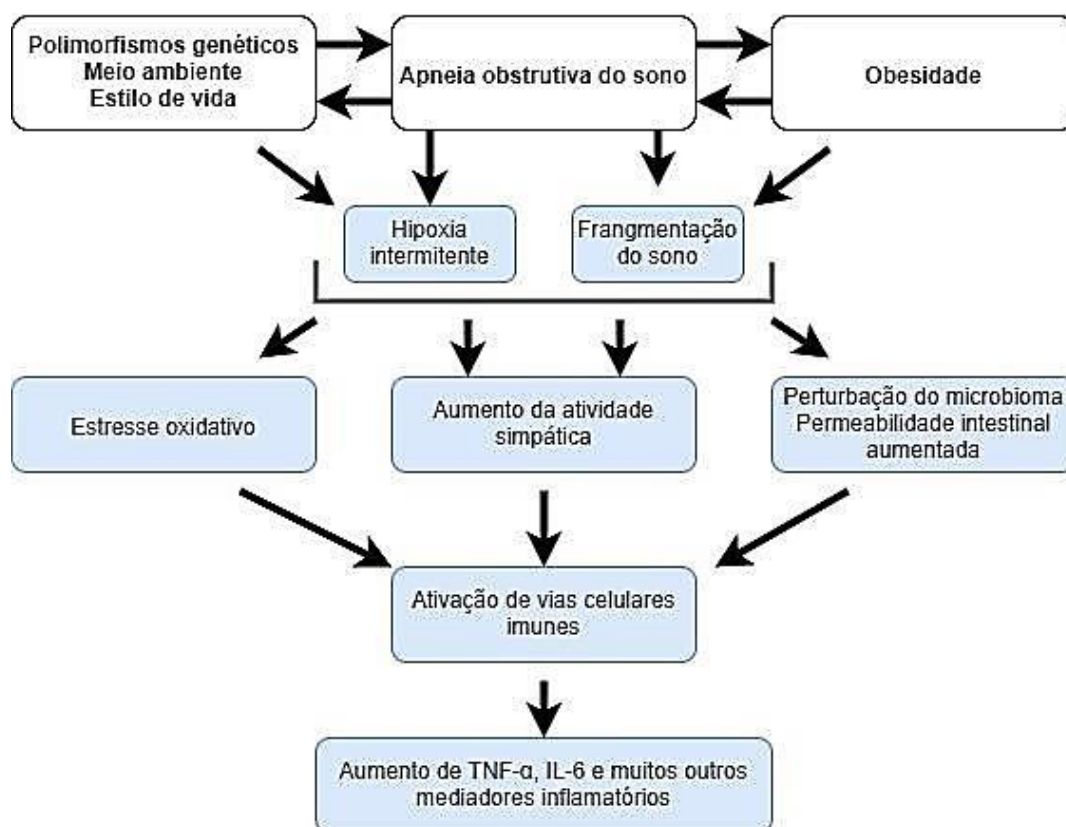 Polimorfismos genéticos
Meio ambiente
Estilo de vida
Apneia obstrutiva do sono
Obesidade
Hipoxia
intermitente
Frangmentação
do sono
Estresse oxidativo
Aumento da atividade
simpática
Perturbação do microbioma
Permeabilidade intestinal
aumentada
Ativação de vias celulares
imunes
Aumento de TNF-α, IL-6 e muitos outros
mediadores inflamatórios